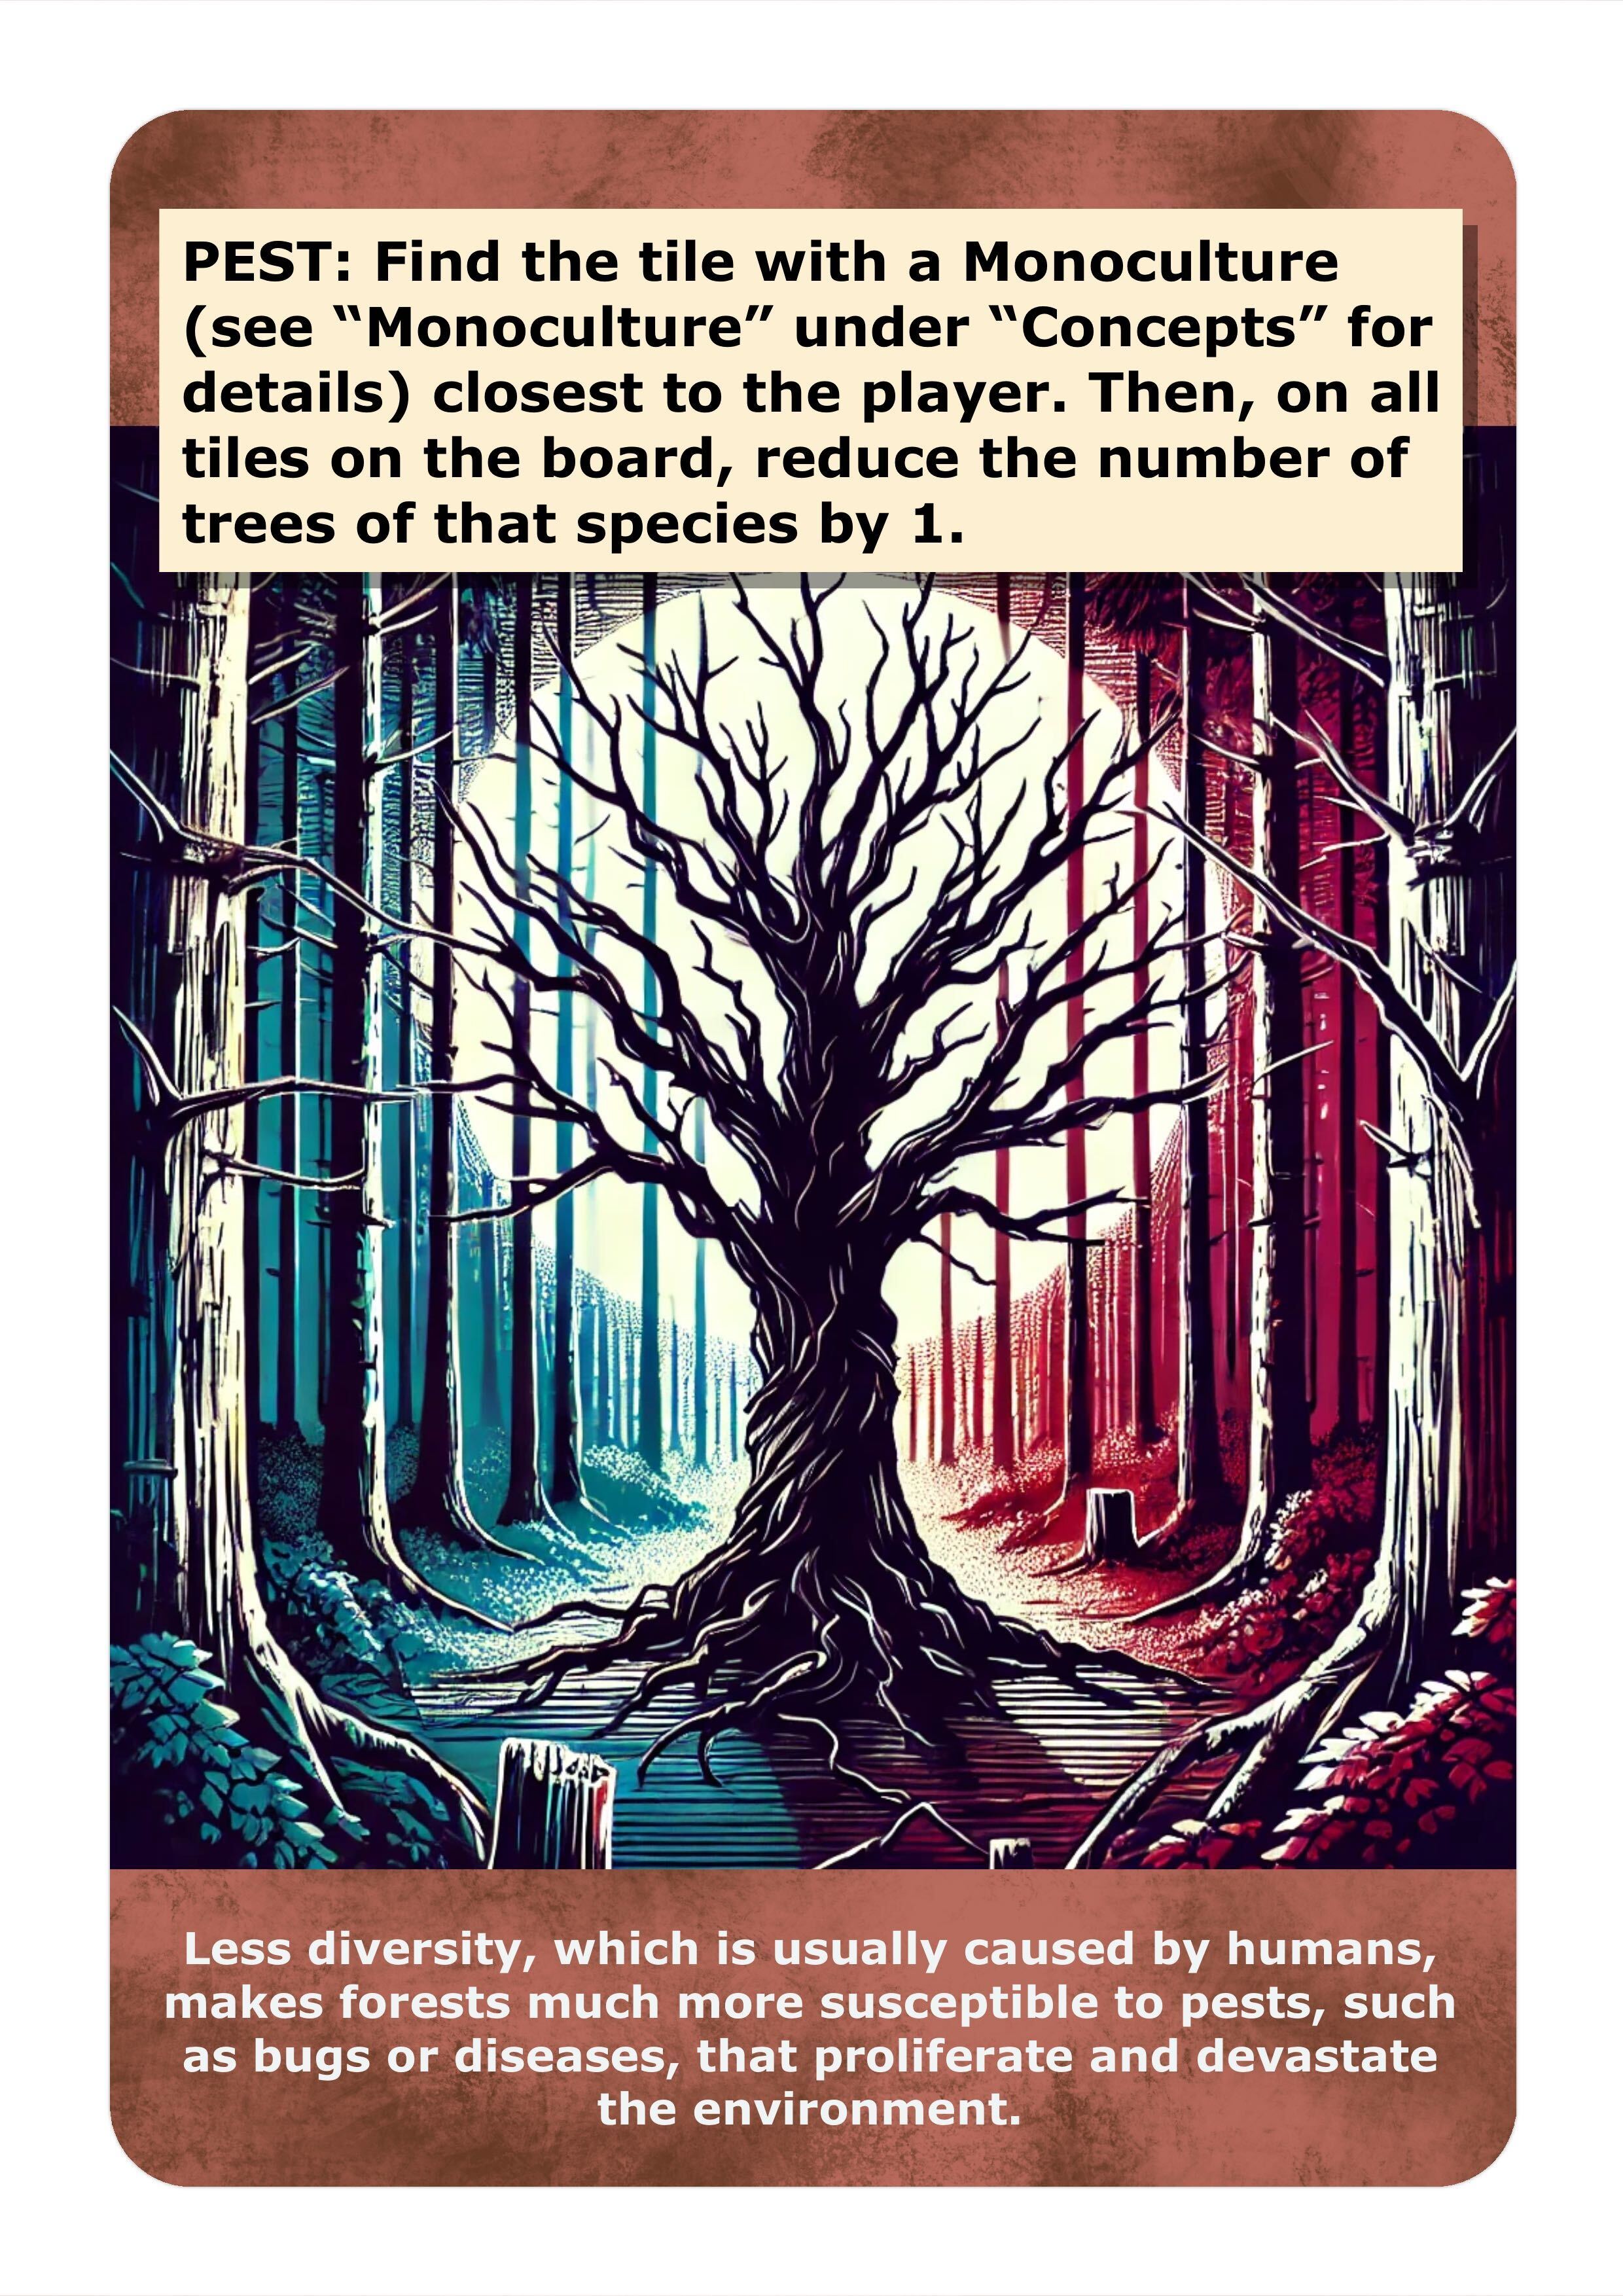 PEST: Find the tile with a Monoculture
(see “Monoculture” under “Concepts” for
details) closest to the player. Then, on all
tiles on the board, reduce the number of
trees of that species by 1.
Less diversity, which is usually caused by humans,
makes forests much more susceptible to pests, such
as bugs or diseases, that proliferate and devastate
the environment.